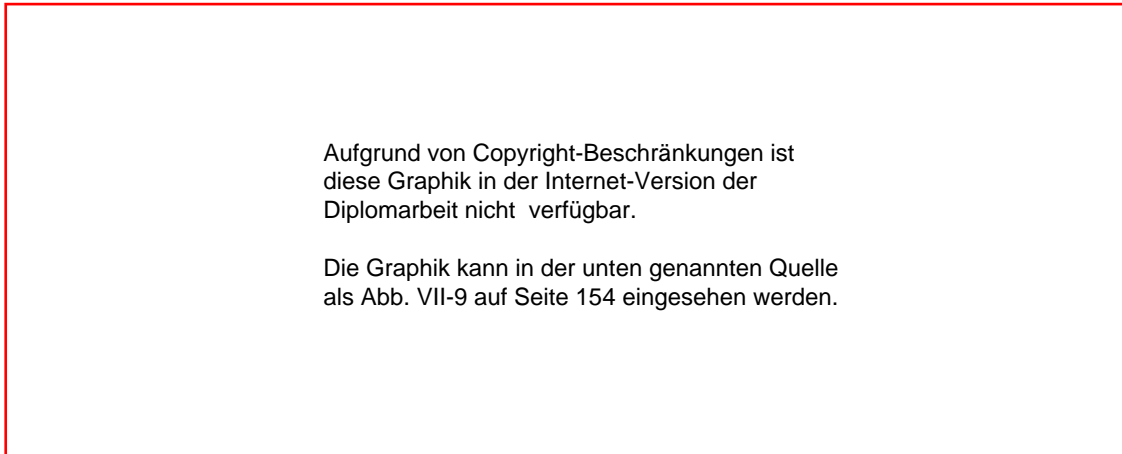 Aufgrund von Copyright-Beschränkungen ist
diese Graphik in der Internet-Version der
Diplomarbeit nicht verfügbar.
Die Graphik kann in der unten genannten Quelle
als Abb. VII-9 auf Seite 154 eingesehen werden.